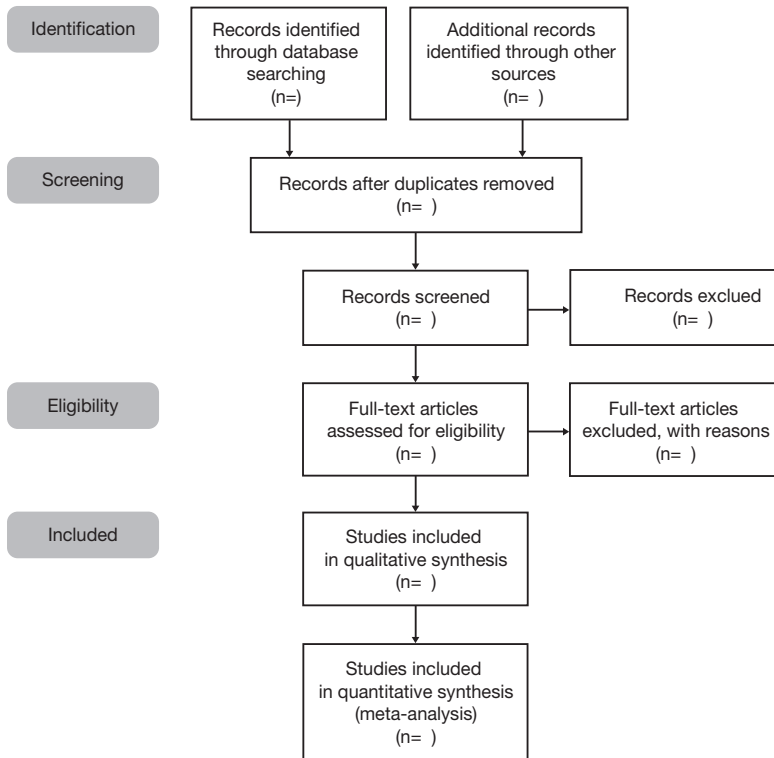 Identification
Records identified
through database
searching
(n=)
Additional records
identified through other
sources
(n= )
Screening
Records after duplicates removed
(n= )
Records screened
(n= )
Records exclued
(n= )
Eligibility
Full-text articles
assessed for eligibility
(n= )
Full-text articles
excluded, with reasons
(n= )
Included
Studies included
in qualitative synthesis
(n= )
Studies included
in quantitative synthesis
(meta-analysis)
(n= )